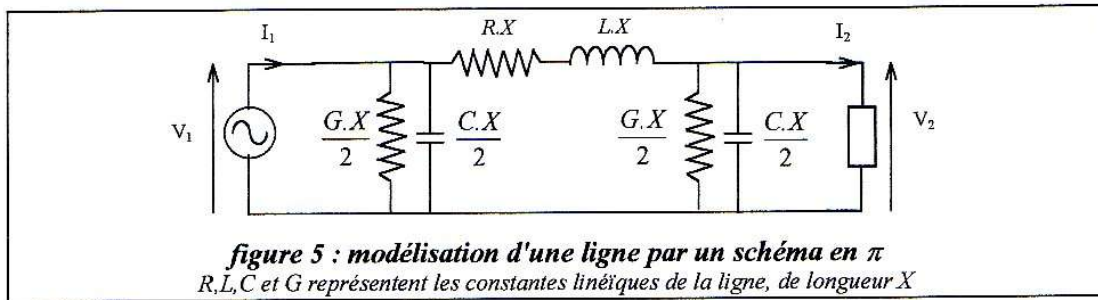 I₁ R.X L.X I₂
V₁ G.X/2 C.X/2 G.X/2 C.X/2 V₂
figure 5 : modélisation d'une ligne par un schéma en π
R,L,C et G représentent les constantes linéïques de la ligne, de longueur X